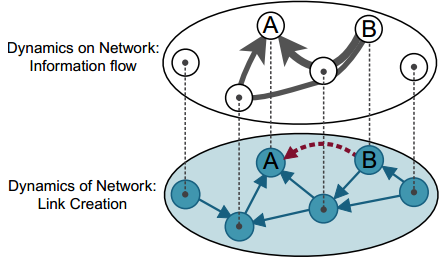 A
B
Dynamics on Network:
Information flow
A
B
Dynamics of Network:
Link Creation